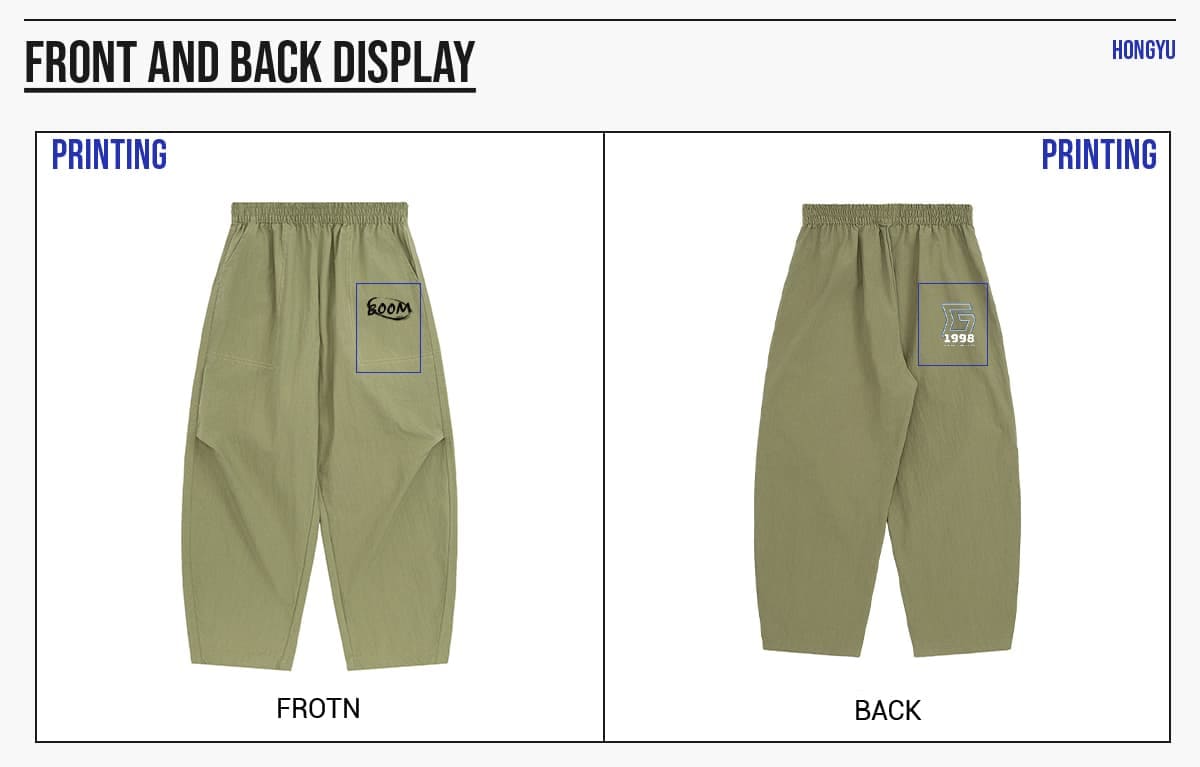 FRONT AND BACK DISPLAY
HONGYU
PRINTING
PRINTING
BOOM
1998
FROTN
BACK